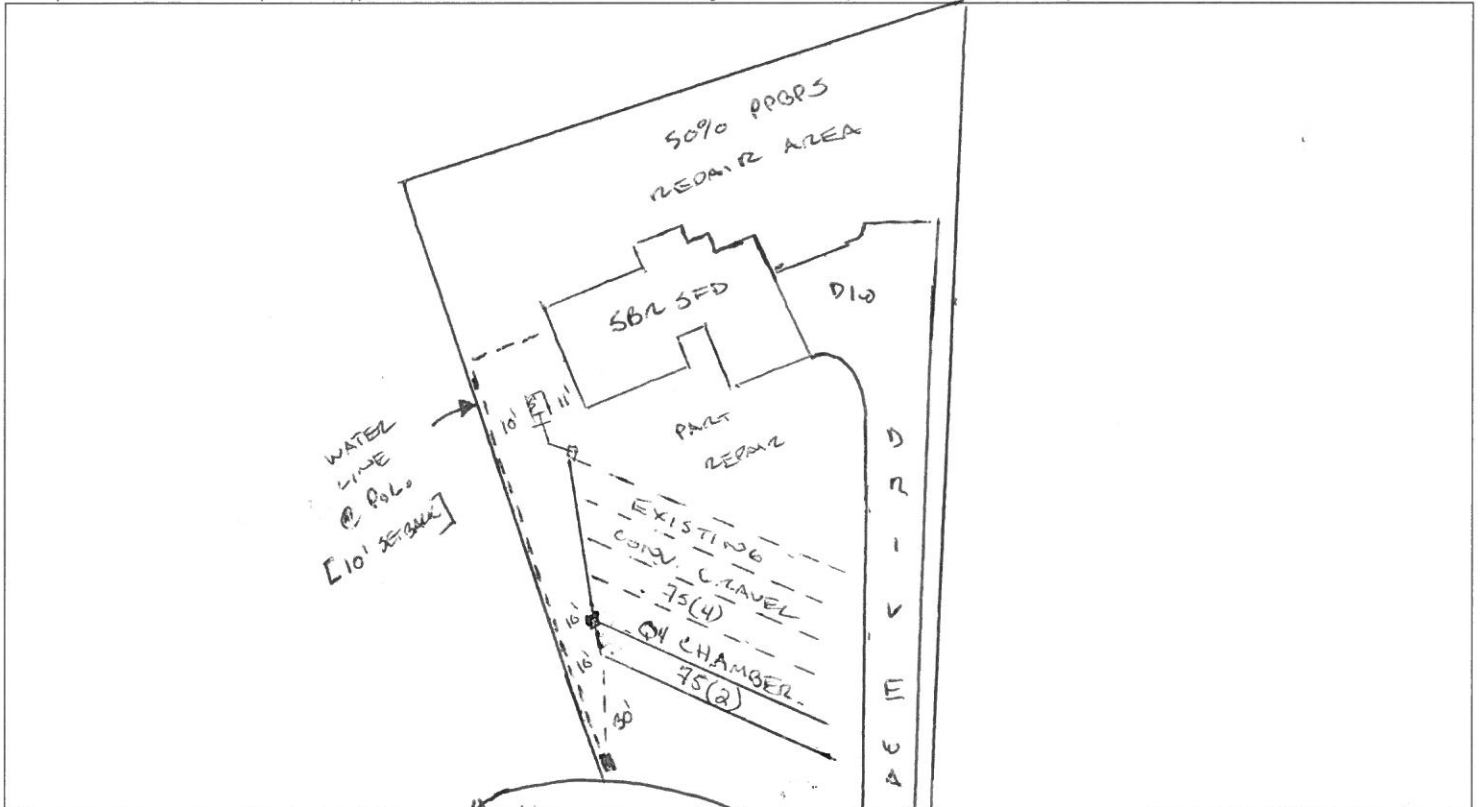 50% PPBPS
REPAIR AREA
5BR SFD
D/W
10' ST 11'
WATER
LINE
@ P.L.
[10' SETBACK]
PART
REPAIR
EXISTING
CONV. GRAVEL
75(4)
Q4 CHAMBER
75(2)
10'
10'
30'
D
R
I
V
E
W
A